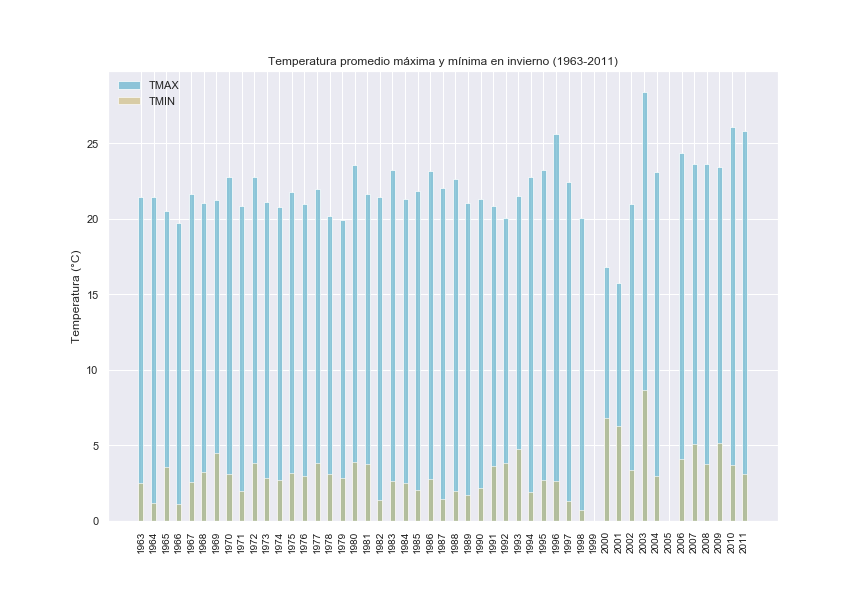 Temperatura promedio máxima y mínima en invierno (1963-2011)
TMAX
TMIN
Temperatura (°C)
25
20
15
10
5
0
1963 1964 1965 1966 1967 1968 1969 1970 1971 1972 1973 1974 1975 1976 1977 1978 1979 1980 1981 1982 1983 1984 1985 1986 1987 1988 1989 1990 1991 1992 1993 1994 1995 1996 1997 1998 1999 2000 2001 2002 2003 2004 2005 2006 2007 2008 2009 2010 2011